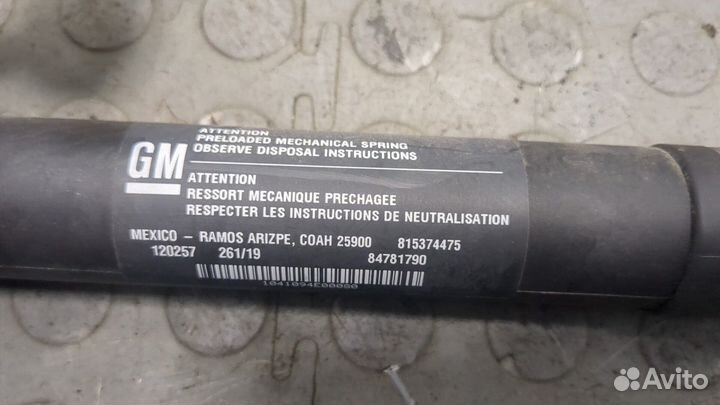 ATTENTION
PRELOADED MECHANICAL SPRING
OBSERVE DISPOSAL INSTRUCTIONS
GM
ATTENTION
RESSORT MECANIQUE PRECHAGEE
RESPECTER LES INSTRUCTIONS DE NEUTRALISATION
MEXICO – RAMOS ARIZPE, COAH 25900 815374475
120257 261/19 84781790
1041094E00080
Avito